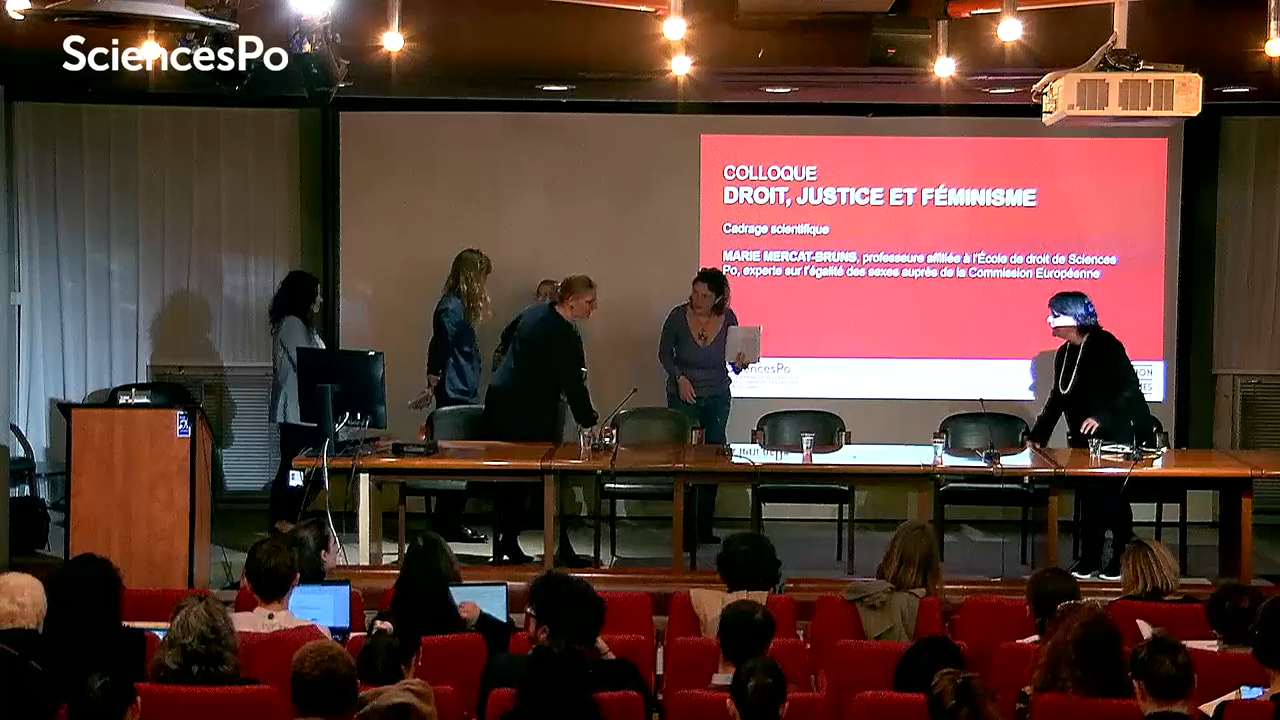 SciencesPo
COLLOQUE
DROIT, JUSTICE ET FÉMINISME
Cadrage scientifique
MARIE MERCAT-BRUNS, professeure affiliée à l'École de droit de Sciences
Po, experte sur l'égalité des sexes auprès de la Commission Européenne
SciencesPo